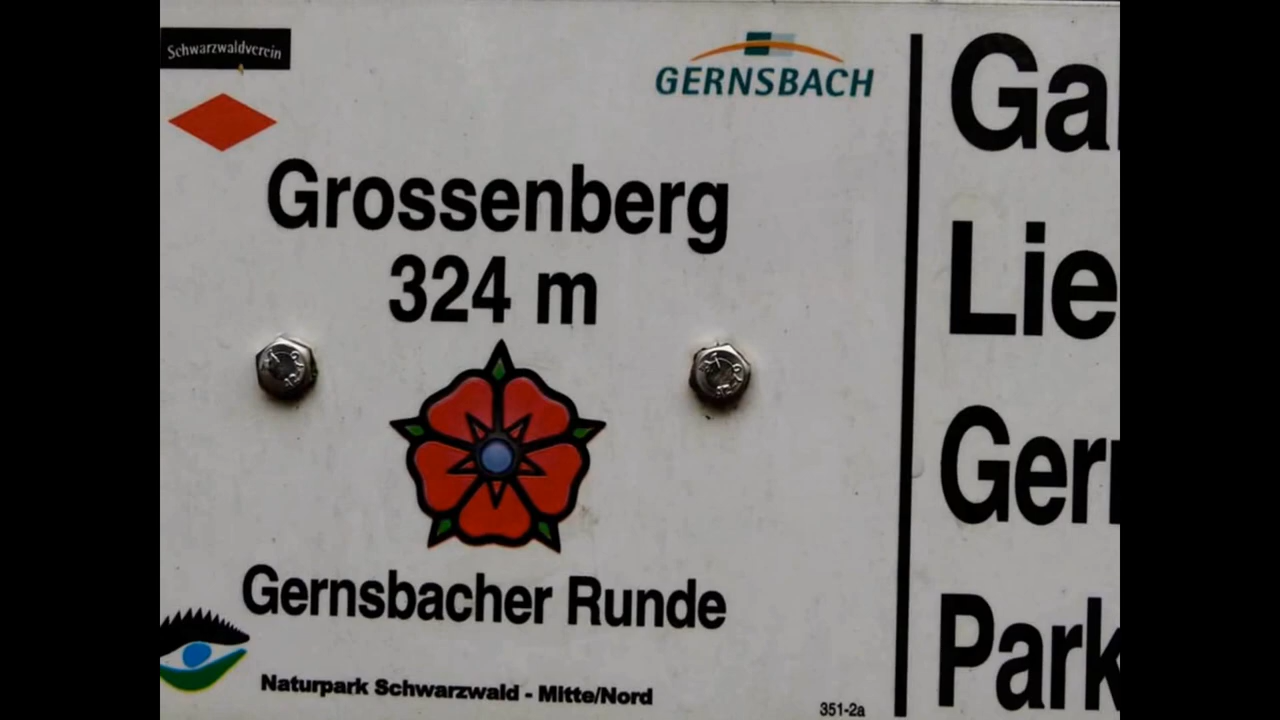 Schwarzwaldverein
GERNSBACH
Grossenberg
324 m
Gernsbacher Runde
Naturpark Schwarzwald - Mitte/Nord
351-2a
Ga
Lie
Ger
Park